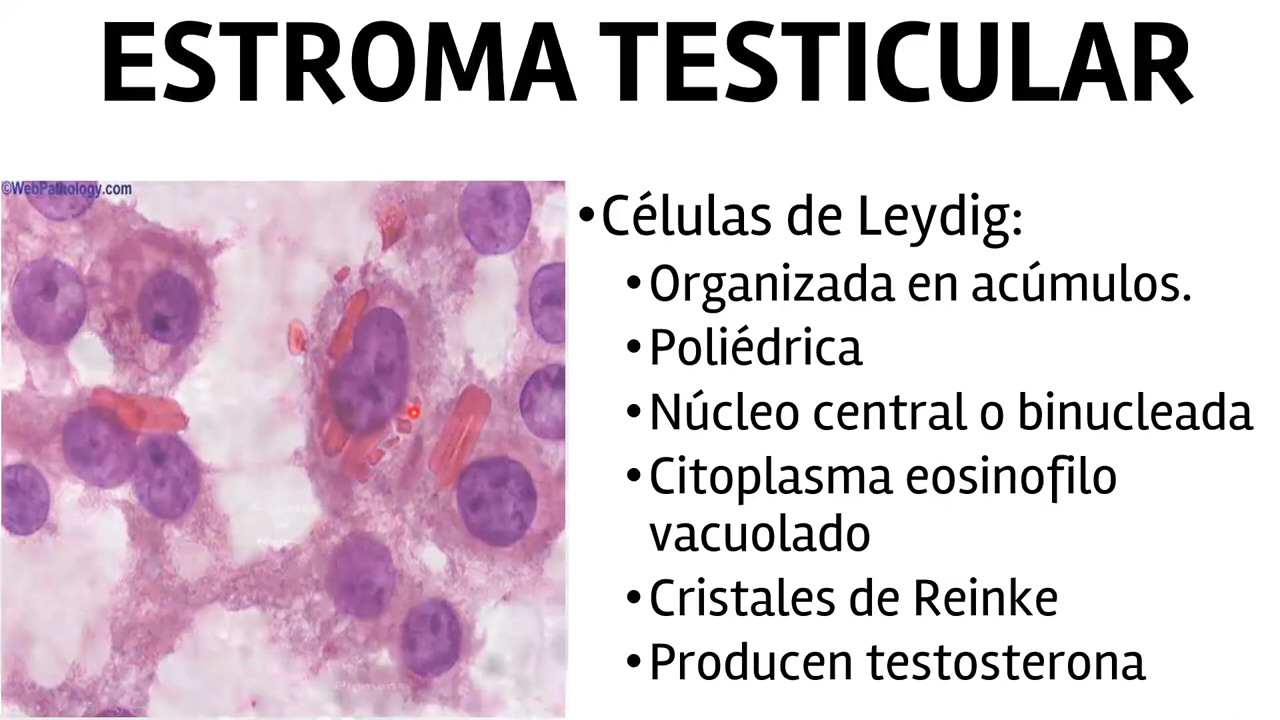 ESTROMA TESTICULAR
©WebPathology.com
•Células de Leydig:
•Organizada en acúmulos.
•Poliédrica
•Núcleo central o binucleada
•Citoplasma eosinofilo
vacuolado
•Cristales de Reinke
•Producen testosterona